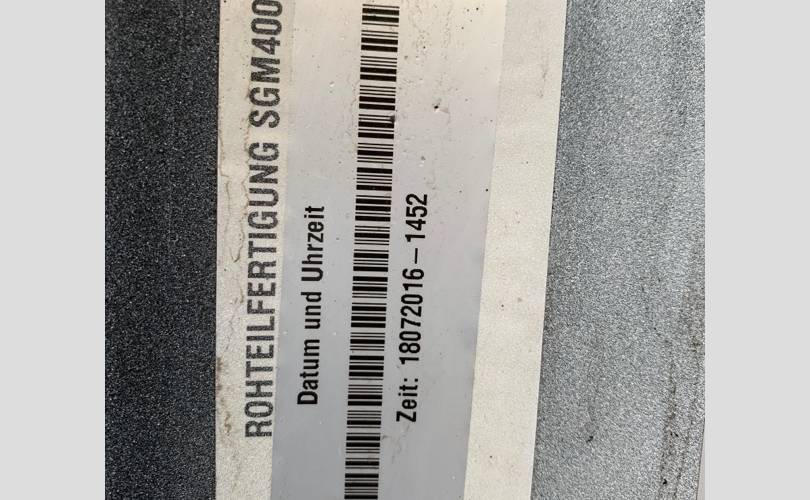 ROHTEILFERTIGUNG SGM400
Datum und Uhrzeit
Zeit: 18072016–1452